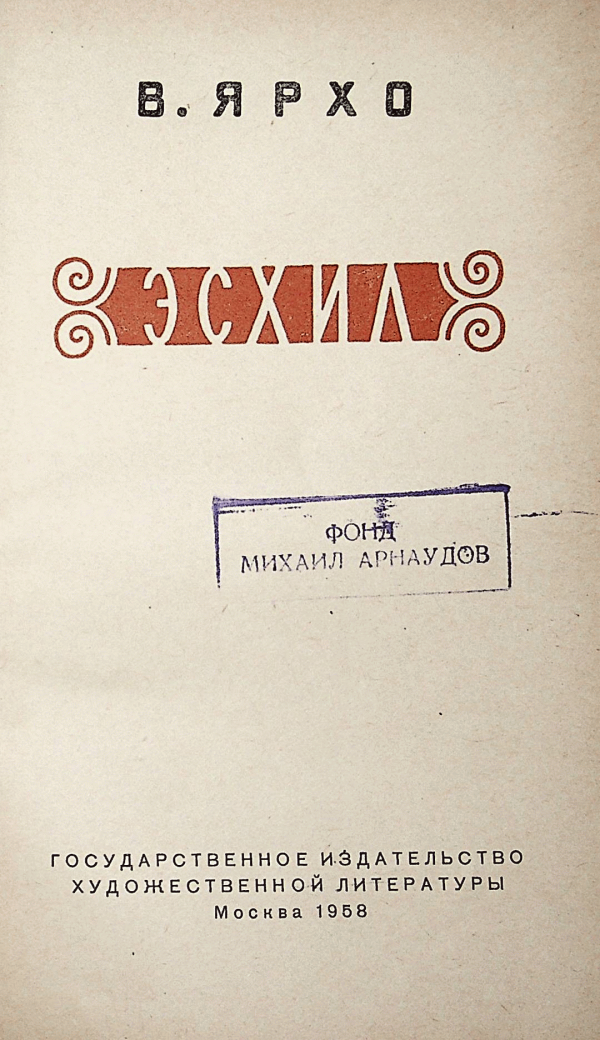 В. ЯРХО
ЭСХИЛ
ФОНД
МИХАИЛ АРНАУДОВ
ГОСУДАРСТВЕННОЕ ИЗДАТЕЛЬСТВО
ХУДОЖЕСТВЕННОЙ ЛИТЕРАТУРЫ
Москва 1958